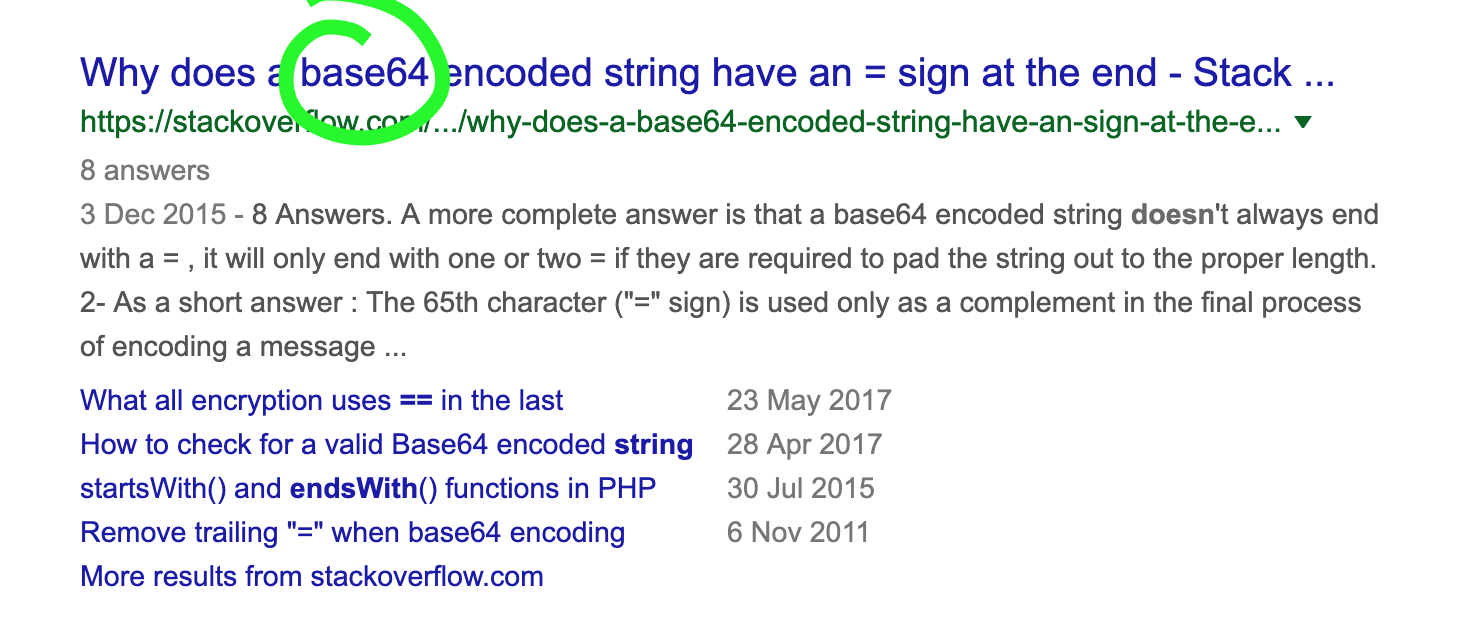 Why does a base64 encoded string have an = sign at the end - Stack ...
https://stackoverflow.com/.../why-does-a-base64-encoded-string-have-an-sign-at-the-e...
8 answers
3 Dec 2015 - 8 Answers. A more complete answer is that a base64 encoded string doesn't always end
with a = , it will only end with one or two = if they are required to pad the string out to the proper length.
2- As a short answer : The 65th character ("=" sign) is used only as a complement in the final process
of encoding a message ...
What all encryption uses == in the last 23 May 2017
How to check for a valid Base64 encoded string 28 Apr 2017
startsWith() and endsWith() functions in PHP 30 Jul 2015
Remove trailing "=" when base64 encoding 6 Nov 2011
More results from stackoverflow.com